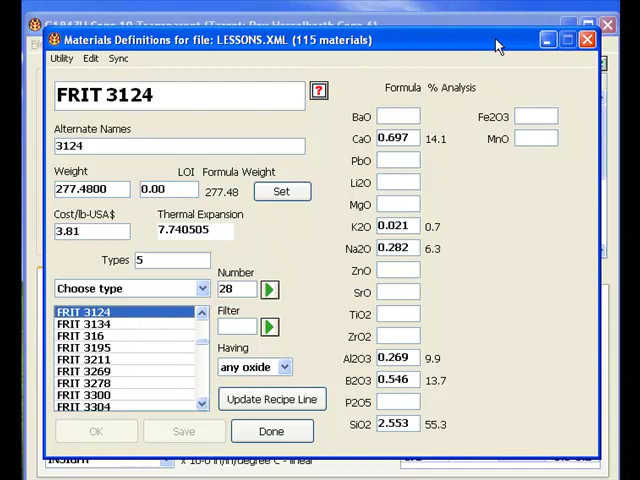 Materials Definitions for file: LESSONS.XML (115 materials)
Utility Edit Sync
FRIT 3124
?
Formula % Analysis
BaO
Fe2O3
Alternate Names
CaO 0.697 14.1
MnO
3124
PbO
Weight LOI Formula Weight
Li2O
277.4800 0.00 277.48 Set
MgO
Cost/lb-USA$ Thermal Expansion
K2O 0.021 0.7
3.81 7.740505
Na2O 0.282 6.3
Types 5
ZnO
Number
Choose type 28
SrO
FRIT 3124
Filter
TiO2
FRIT 3134
FRIT 316
ZrO2
FRIT 3195
Having
FRIT 3211
any oxide
Al2O3 0.269 9.9
FRIT 3269
B2O3 0.546 13.7
FRIT 3278
FRIT 3300
Update Recipe Line
P2O5
FRIT 3304
SiO2 2.553 55.3
OK Save Done
INSIGHT x 10-6 in/in/degree C - linear